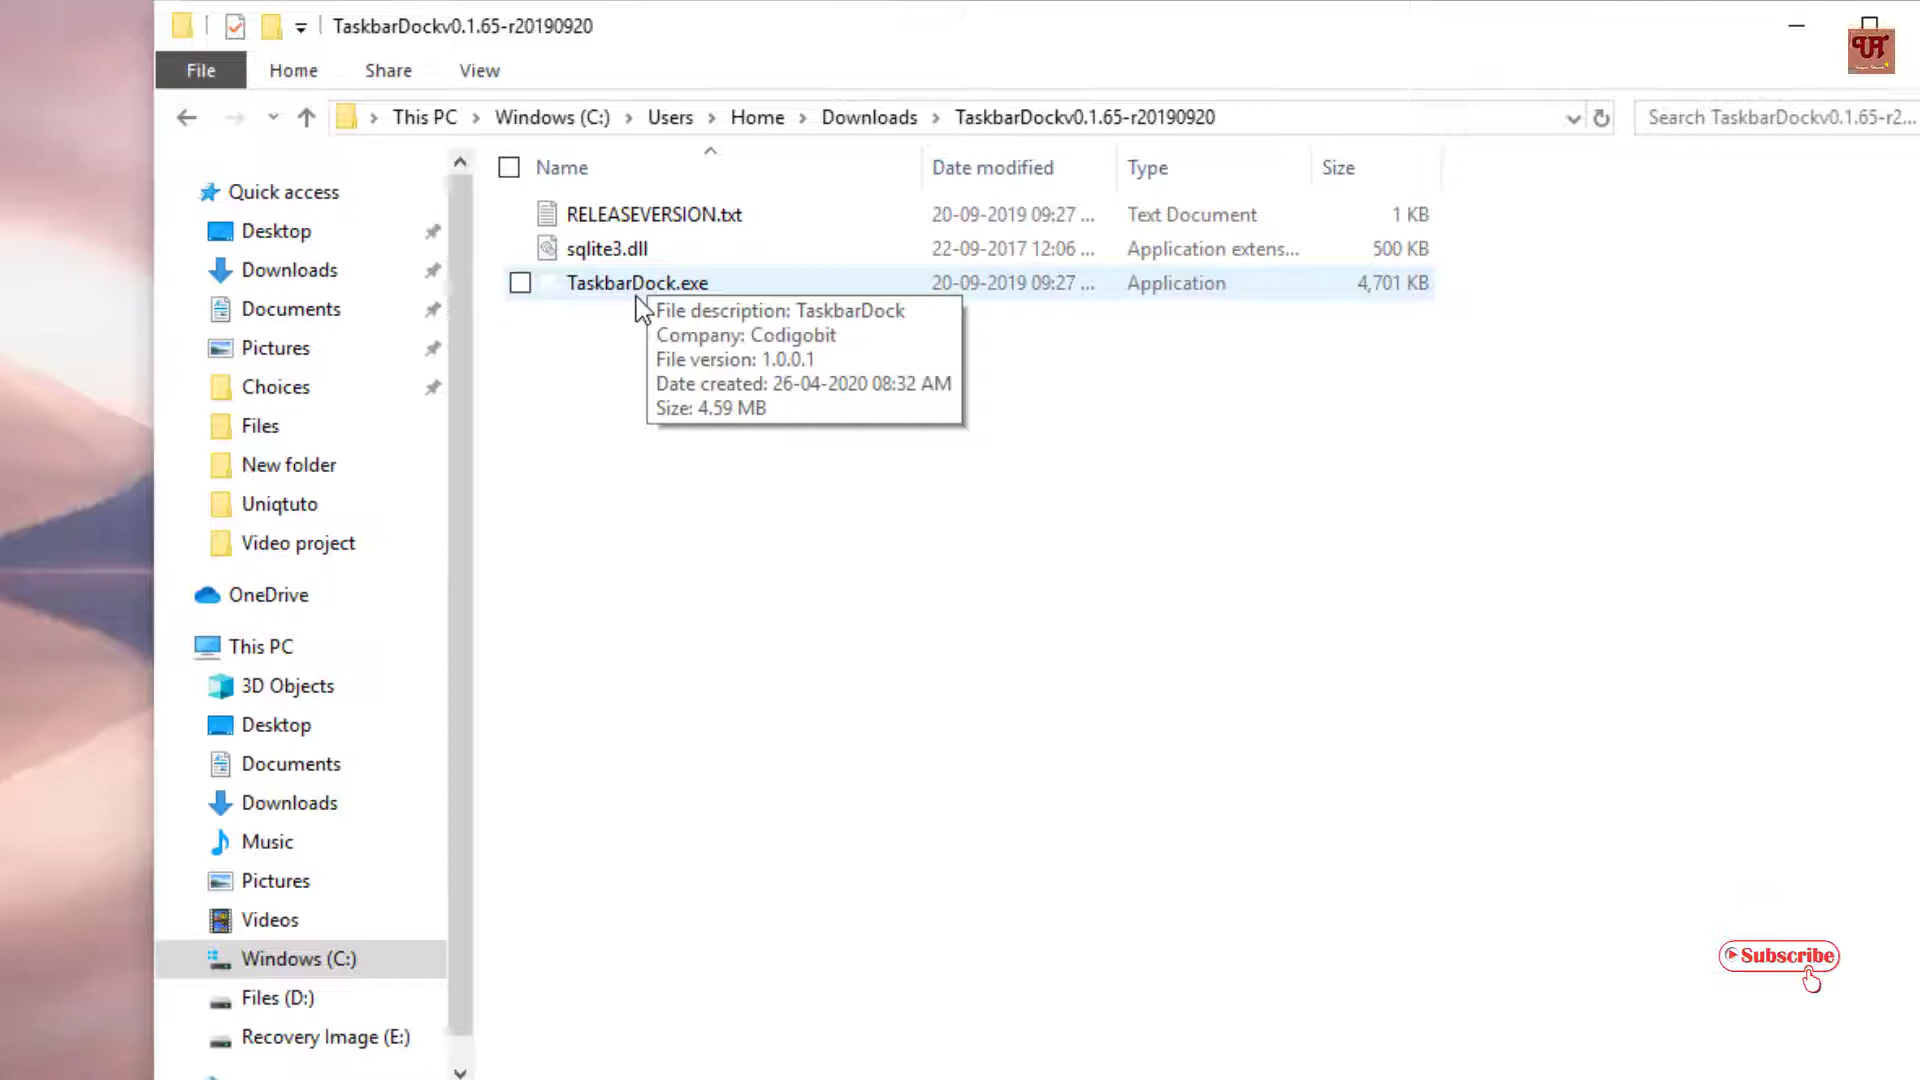 TaskbarDockv0.1.65-r20190920
File Home Share View
This PC Windows (C:) Users Home Downloads TaskbarDockv0.1.65-r20190920
Search TaskbarDockv0.1.65-r2...
Name Date modified Type Size
RELEASEVERSION.txt 20-09-2019 09:27 ... Text Document 1 KB
sqlite3.dll 22-09-2017 12:06 ... Application extens... 500 KB
TaskbarDock.exe 20-09-2019 09:27 ... Application 4,701 KB
File description: TaskbarDock
Company: Codigobit
File version: 1.0.0.1
Date created: 26-04-2020 08:32 AM
Size: 4.59 MB
Quick access
Desktop
Downloads
Documents
Pictures
Choices
Files
New folder
Uniqtuto
Video project
OneDrive
This PC
3D Objects
Desktop
Documents
Downloads
Music
Pictures
Videos
Windows (C:)
Files (D:)
Recovery Image (E:)
Subscribe